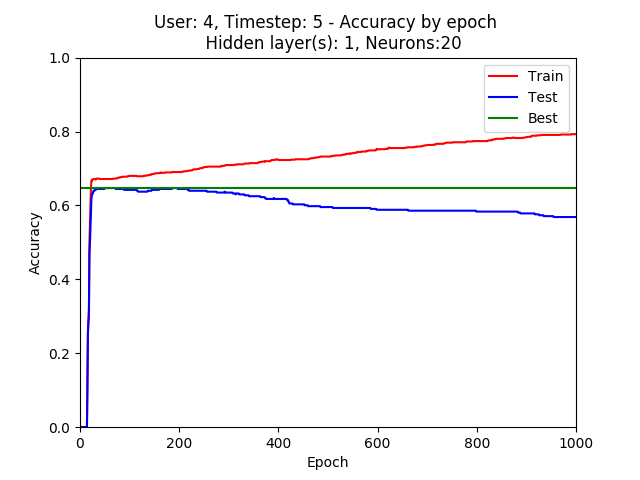 User: 4, Timestep: 5 - Accuracy by epoch
Hidden layer(s): 1, Neurons:20
1.0
0.8
0.6
0.4
0.2
0.0
Accuracy
Train
Test
Best
0 200 400 600 800 1000
Epoch